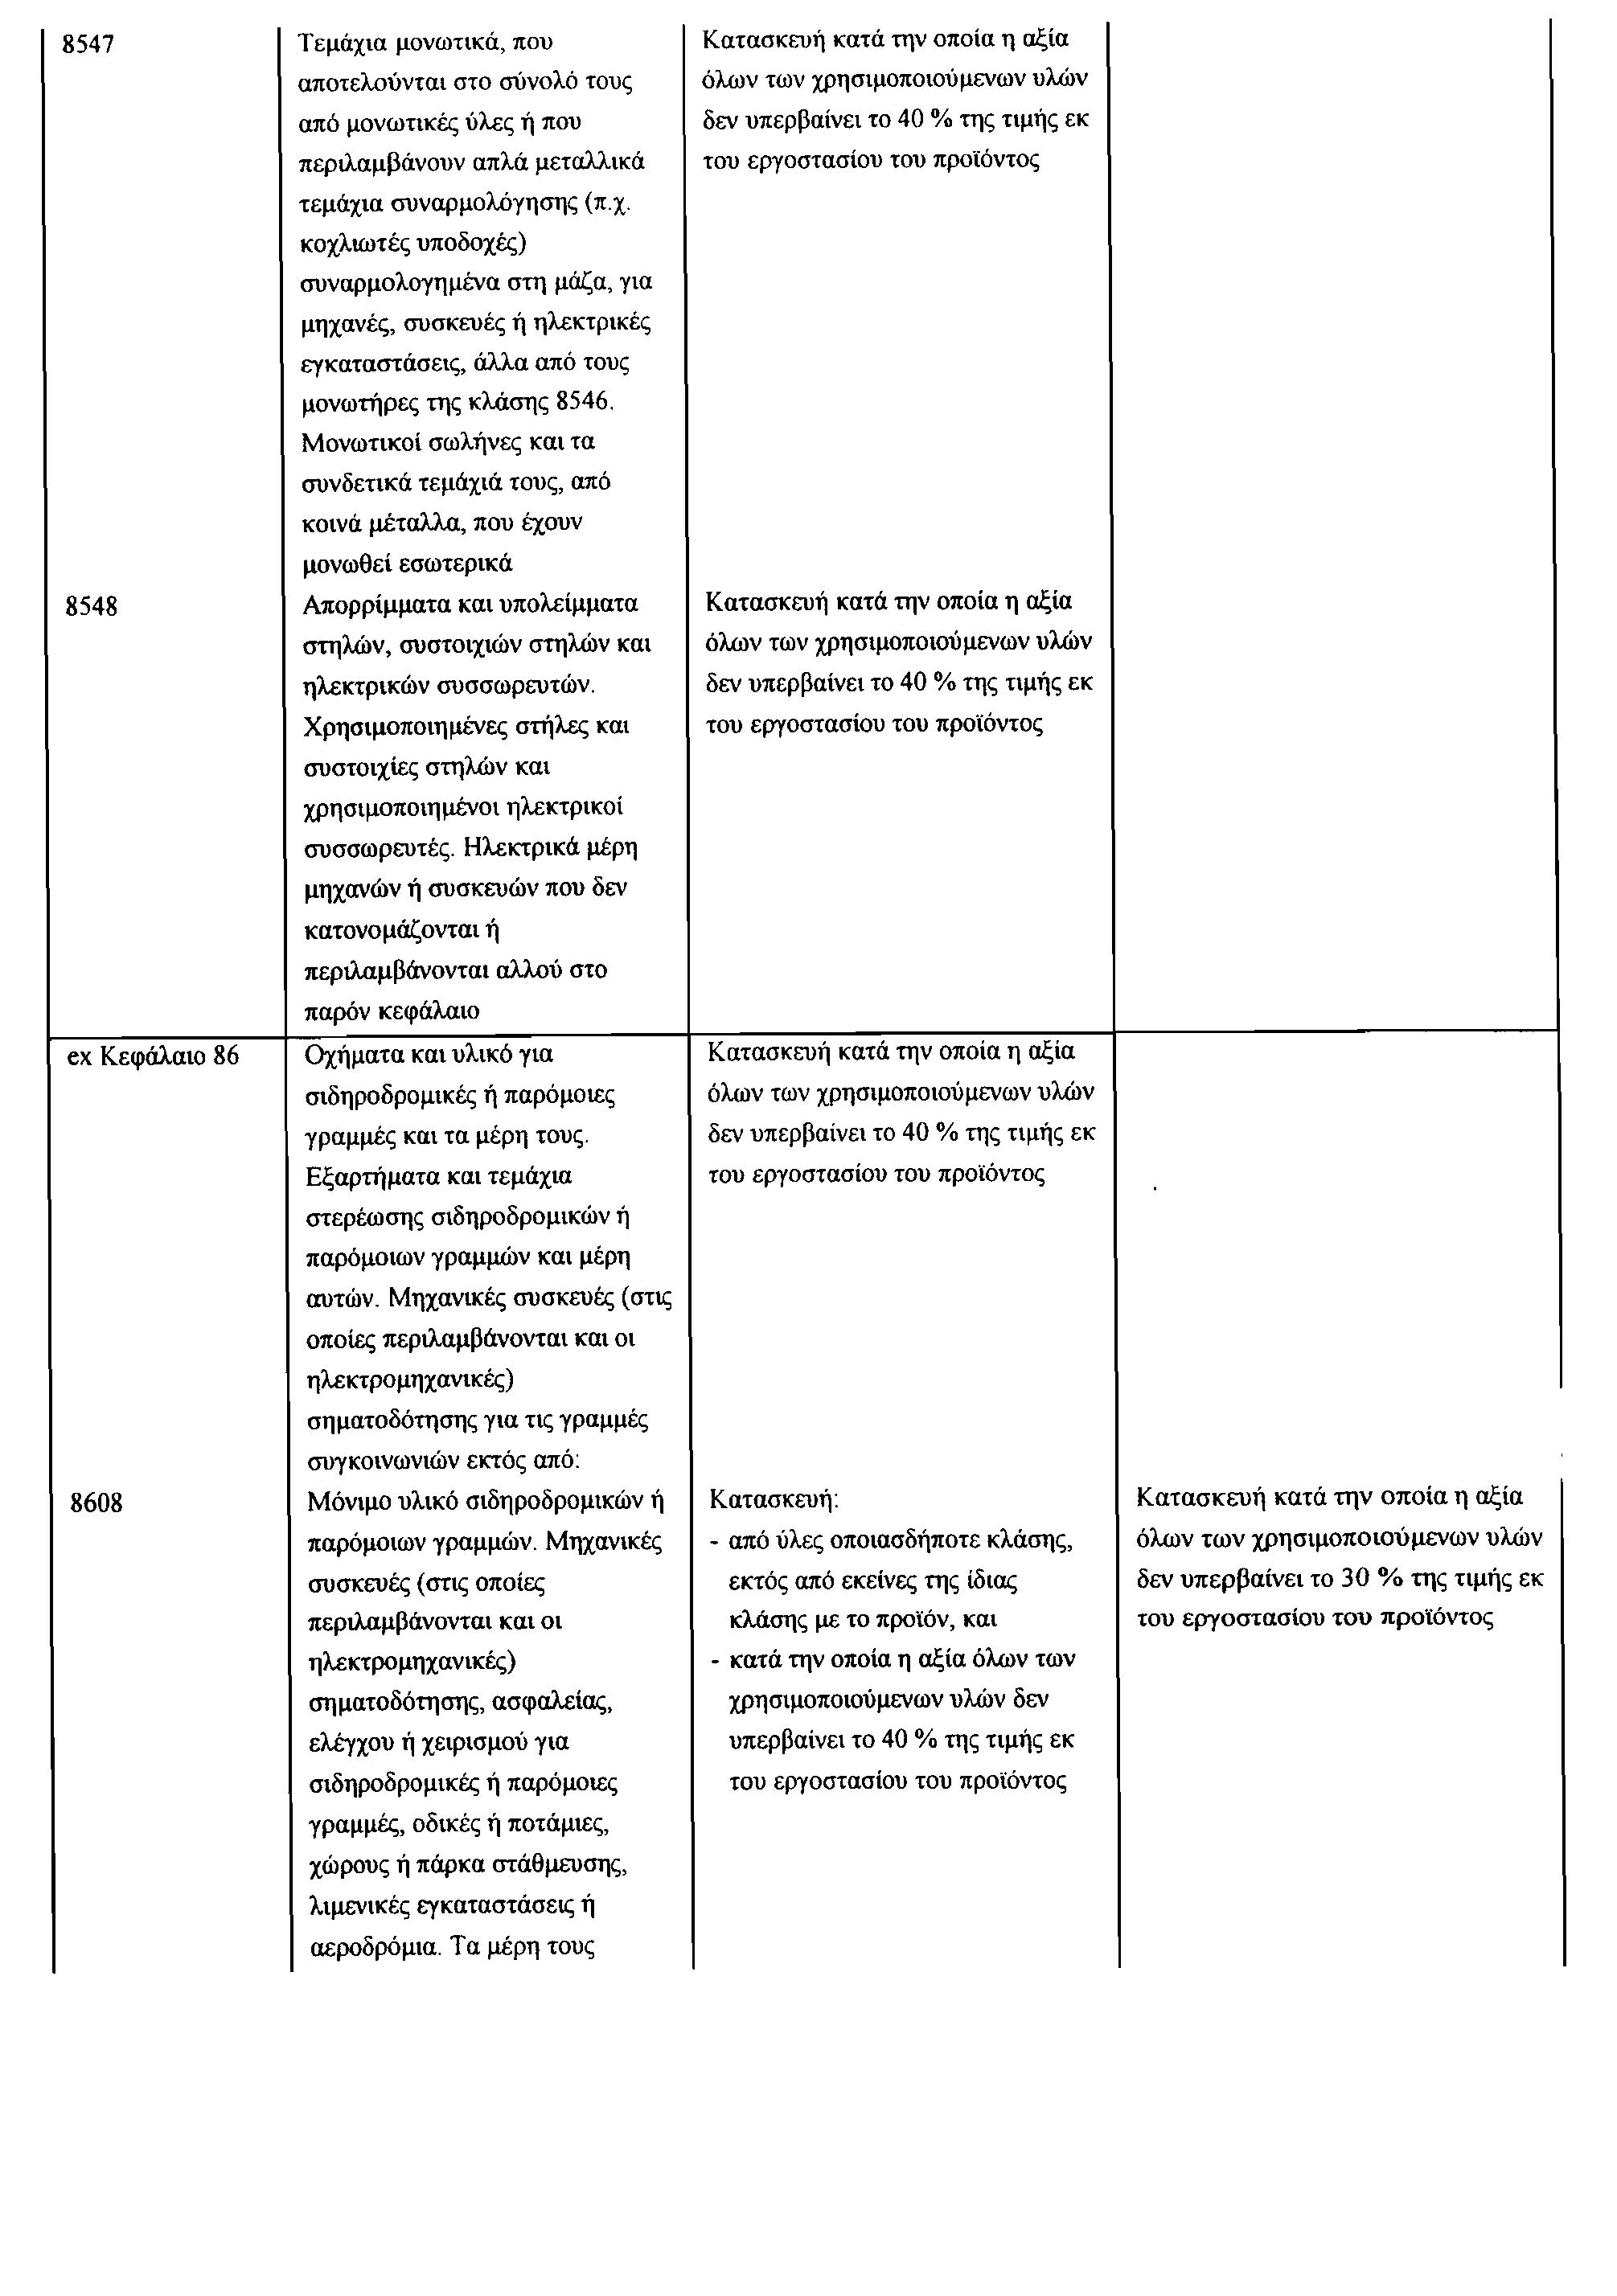 8547
Τεμάχια μονωτικά, που
αποτελούνται στο σύνολό τους
από μονωτικές ύλες ή που
περιλαμβάνουν απλά μεταλλικά
τεμάχια συναρμολόγησης (π.χ.
κοχλιωτές υποδοχές)
συναρμολογημένα στη μάζα, για
μηχανές, συσκευές ή ηλεκτρικές
εγκαταστάσεις, άλλα από τους
μονωτήρες της κλάσης 8546.
Μονωτικοί σωλήνες και τα
συνδετικά τεμάχιά τους, από
κοινά μέταλλα, που έχουν
μονωθεί εσωτερικά
Κατασκευή κατά την οποία η αξία
όλων των χρησιμοποιούμενων υλών
δεν υπερβαίνει το 40 % της τιμής εκ
του εργοστασίου του προϊόντος
8548
Απορρίμματα και υπολείμματα
στηλών, συστοιχιών στηλών και
ηλεκτρικών συσσωρευτών.
Χρησιμοποιημένες στήλες και
συστοιχίες στηλών και
χρησιμοποιημένοι ηλεκτρικοί
συσσωρευτές. Ηλεκτρικά μέρη
μηχανών ή συσκευών που δεν
κατονομάζονται ή
περιλαμβάνονται αλλού στο
παρόν κεφάλαιο
Κατασκευή κατά την οποία η αξία
όλων των χρησιμοποιούμενων υλών
δεν υπερβαίνει το 40 % της τιμής εκ
του εργοστασίου του προϊόντος
ex Κεφάλαιο 86
Οχήματα και υλικό για
σιδηροδρομικές ή παρόμοιες
γραμμές και τα μέρη τους.
Εξαρτήματα και τεμάχια
στερέωσης σιδηροδρομικών ή
παρόμοιων γραμμών και μέρη
αυτών. Μηχανικές συσκευές (στις
οποίες περιλαμβάνονται και οι
ηλεκτρομηχανικές)
σηματοδότησης για τις γραμμές
συγκοινωνιών εκτός από:
Κατασκευή κατά την οποία η αξία
όλων των χρησιμοποιούμενων υλών
δεν υπερβαίνει το 40 % της τιμής εκ
του εργοστασίου του προϊόντος
8608
Μόνιμο υλικό σιδηροδρομικών ή
παρόμοιων γραμμών. Μηχανικές
συσκευές (στις οποίες
περιλαμβάνονται και οι
ηλεκτρομηχανικές)
σηματοδότησης, ασφαλείας,
ελέγχου ή χειρισμού για
σιδηροδρομικές ή παρόμοιες
γραμμές, οδικές ή ποτάμιες,
χώρους ή πάρκα στάθμευσης,
λιμενικές εγκαταστάσεις ή
αεροδρόμια. Τα μέρη τους
Κατασκευή:
- από ύλες οποιασδήποτε κλάσης,
εκτός από εκείνες της ίδιας
κλάσης με το προϊόν, και
- κατά την οποία η αξία όλων των
χρησιμοποιούμενων υλών δεν
υπερβαίνει το 40 % της τιμής εκ
του εργοστασίου του προϊόντος
Κατασκευή κατά την οποία η αξία
όλων των χρησιμοποιούμενων υλών
δεν υπερβαίνει το 30 % της τιμής εκ
του εργοστασίου του προϊόντος